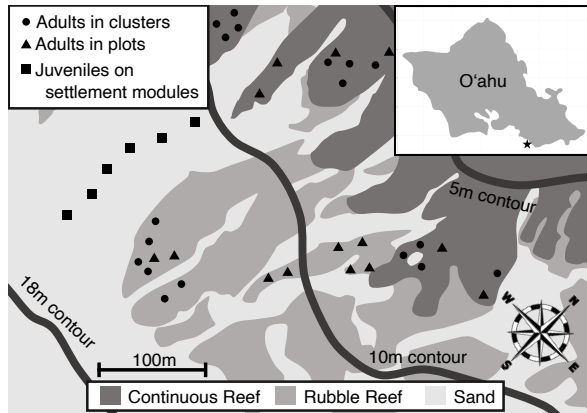 Adults in clusters
Adults in plots
Juveniles on
settlement modules
Oʻahu
5m contour
18m contour
10m contour
100m
N
E
S
W
Continuous Reef
Rubble Reef
Sand